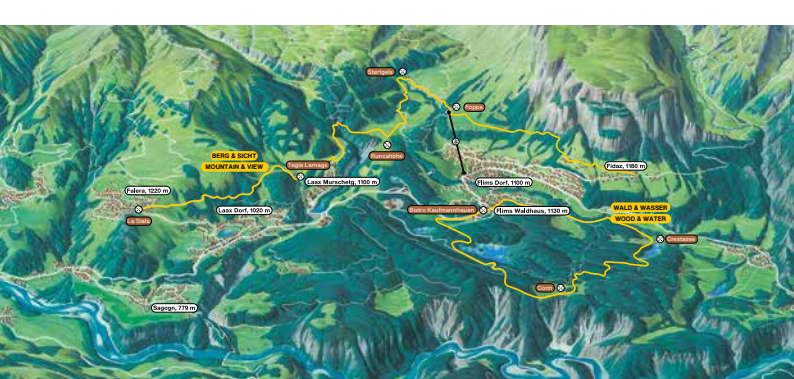 Startgels
Foppa
BERG & SICHT
MOUNTAIN & VIEW
Runcahöhe
Tegia Larnags
Fidaz, 1180 m
Laax Murschetg, 1100 m
Flims Dorf, 1100 m
Falera, 1220 m
La Siala
Laax Dorf, 1020 m
Bistro Kaufmannfrauen
Flims Waldhaus, 1130 m
WALD & WASSER
WOOD & WATER
Crestasee
Conn
Sagogn, 779 m